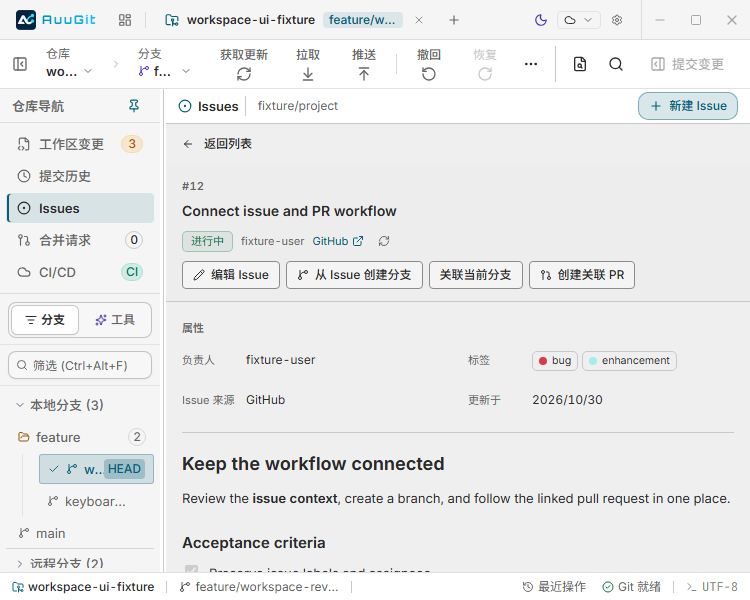 AuuGit
workspace-ui-fixture feature/w...
仓库 分支 获取更新 拉取 推送 撤回 恢复
wo... f... 提交变更
仓库导航
Issues fixture/project 新建 Issue
工作区变更 3
返回列表
提交历史
#12
Issues
Connect issue and PR workflow
合并请求 0
进行中 fixture-user GitHub
CI/CD CI
编辑 Issue 从 Issue 创建分支 关联当前分支 创建关联 PR
分支 工具
属性
筛选 (Ctrl+Alt+F)
负责人 fixture-user 标签 bug enhancement
本地分支 (3)
Issue 来源 GitHub 更新于 2026/10/30
feature 2
w... HEAD
Keep the workflow connected
keyboar...
Review the issue context, create a branch, and follow the linked pull request in one place.
main
Acceptance criteria
远程分支 (2)
Preserve issue labels and assignees
workspace-ui-fixture feature/workspace-rev... 最近操作 Git 就绪 UTF-8